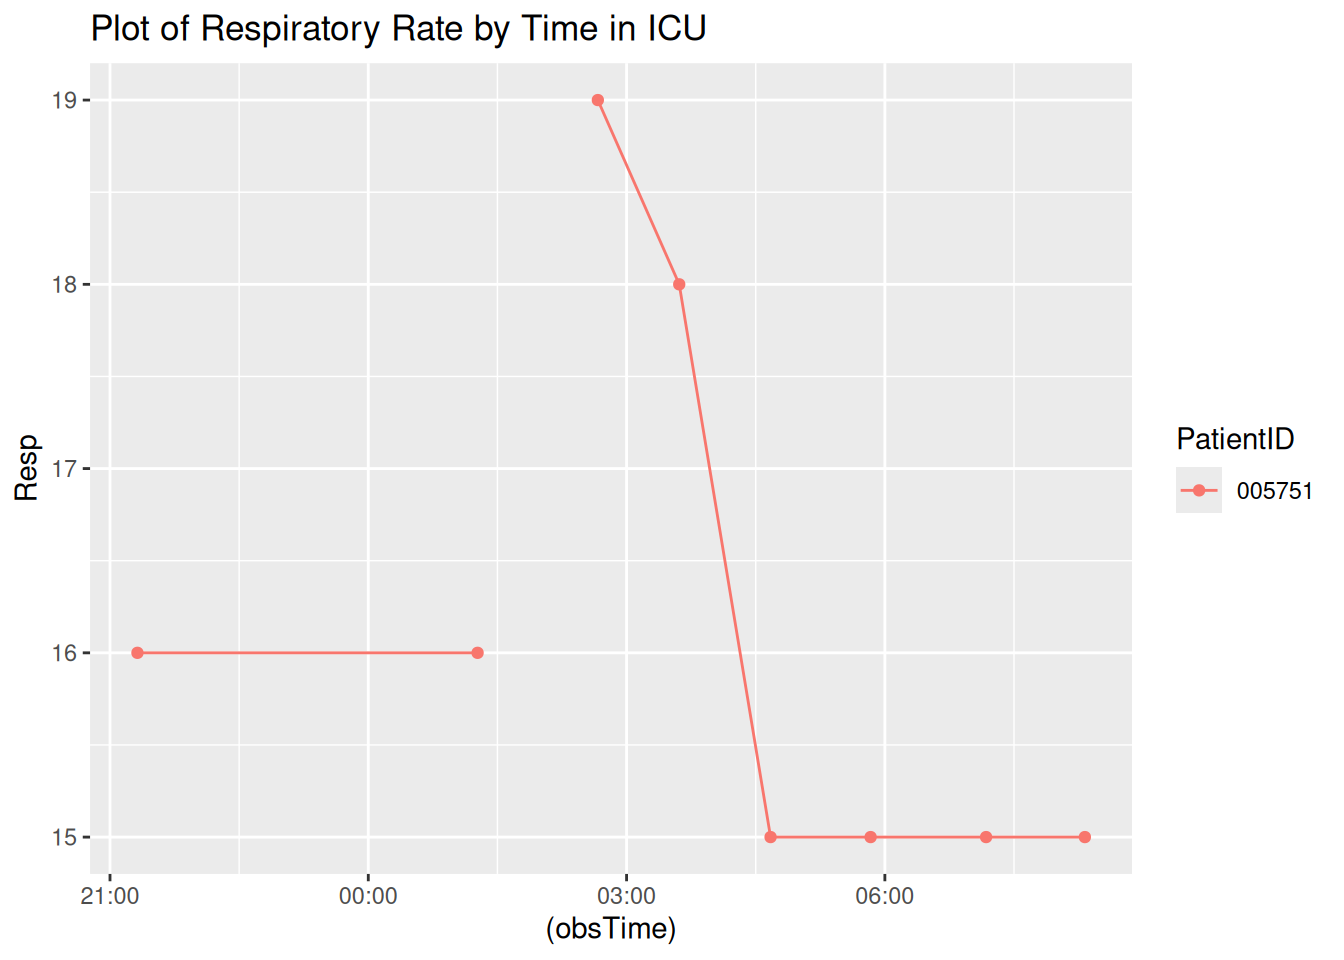 Plot of Respiratory Rate by Time in ICU
19
18
17
16
15
Resp
21:00 00:00 03:00 06:00
(obsTime)
PatientID
005751